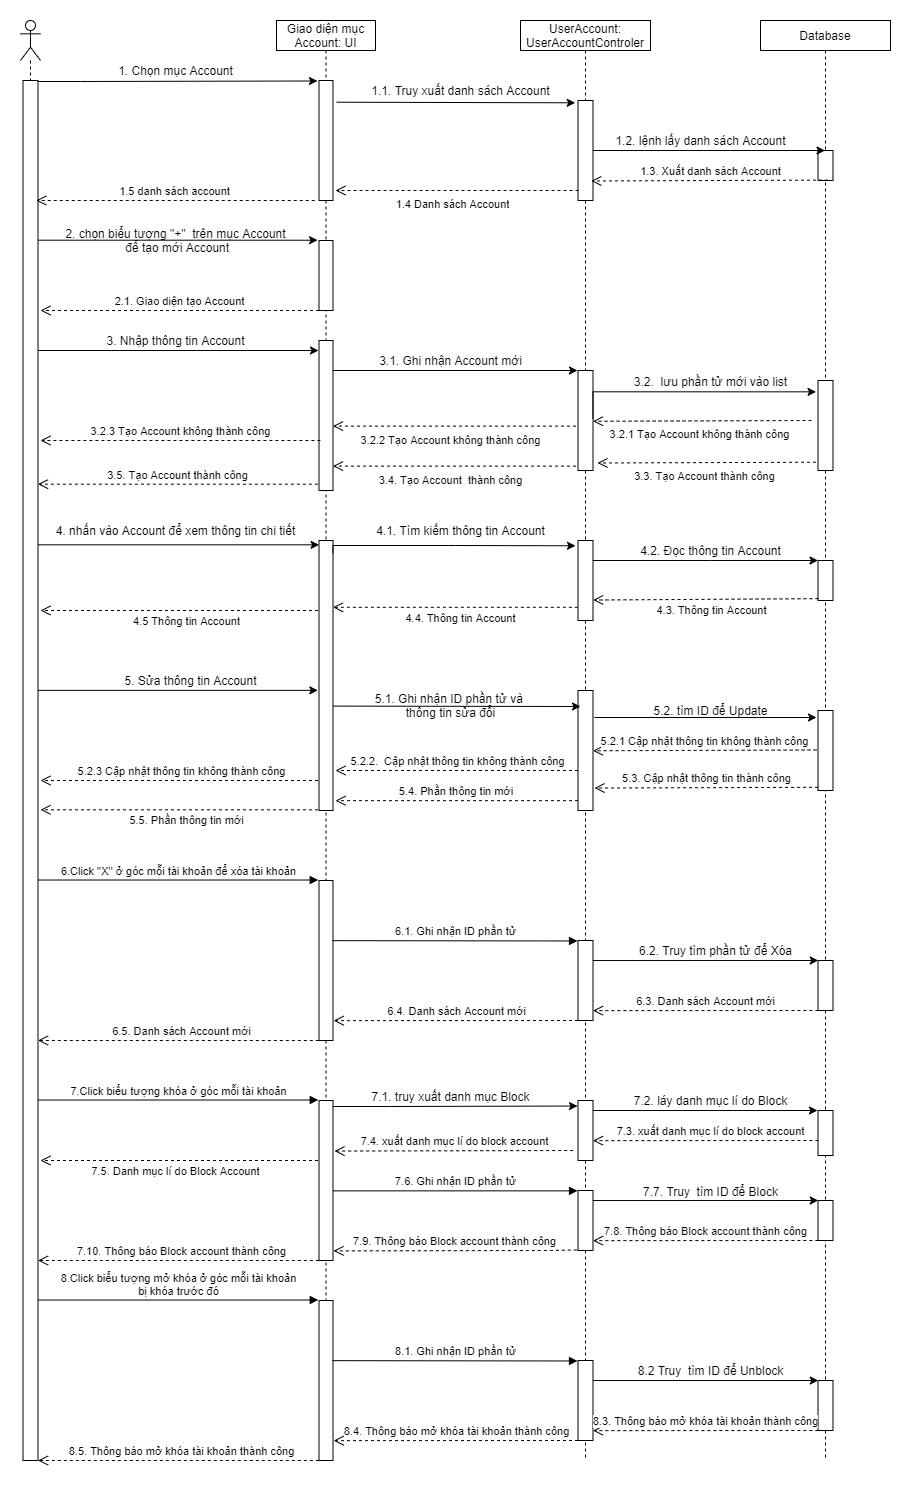 Giao diện mục
Account: UI
UserAccount:
UserAccountControler
Database
1. Chọn mục Account
1.1. Truy xuất danh sách Account
1.2. lệnh lấy danh sách Account
1.3. Xuất danh sách Account
1.4 Danh sách Account
1.5 danh sách account
2. chọn biểu tượng "+" trên mục Account
để tạo mới Account
2.1. Giao diện tạo Account
3. Nhập thông tin Account
3.1. Ghi nhận Account mới
3.2. lưu phần tử mới vào list
3.2.1 Tạo Account không thành công
3.2.2 Tạo Account không thành công
3.2.3 Tạo Account không thành công
3.3. Tạo Account thành công
3.4. Tạo Account thành công
3.5. Tạo Account thành công
4. nhấn vào Account để xem thông tin chi tiết
4.1. Tìm kiếm thông tin Account
4.2. Đọc thông tin Account
4.3. Thông tin Account
4.4. Thông tin Account
4.5 Thông tin Account
5. Sửa thông tin Account
5.1. Ghi nhận ID phần tử và
thông tin sửa đổi
5.2. tìm ID để Update
5.2.1 Cập nhật thông tin không thành công
5.2.2. Cập nhật thông tin không thành công
5.2.3 Cập nhật thông tin không thành công
5.3. Cập nhật thông tin thành công
5.4. Phần thông tin mới
5.5. Phần thông tin mới
6.Click "X" ở góc mỗi tài khoản để xóa tài khoản
6.1. Ghi nhận ID phần tử
6.2. Truy tìm phần tử để Xóa
6.3. Danh sách Account mới
6.4. Danh sách Account mới
6.5. Danh sách Account mới
7.Click biểu tượng khóa ở góc mỗi tài khoản
7.1. truy xuất danh mục Block
7.2. láy danh mục lí do Block
7.3. xuất danh mục lí do block account
7.4. xuất danh mục lí do block account
7.5. Danh mục lí do Block Account
7.6. Ghi nhận ID phần tử
7.7. Truy tìm ID để Block
7.8. Thông báo Block account thành công
7.9. Thông báo Block account thành công
7.10. Thông báo Block account thành công
8.Click biểu tượng mở khóa ở góc mỗi tài khoản
bị khóa trước đó
8.1. Ghi nhận ID phần tử
8.2 Truy tìm ID để Unblock
8.3. Thông báo mở khóa tài khoản thành công
8.4. Thông báo mở khóa tài khoản thành công
8.5. Thông báo mở khóa tài khoản thành công